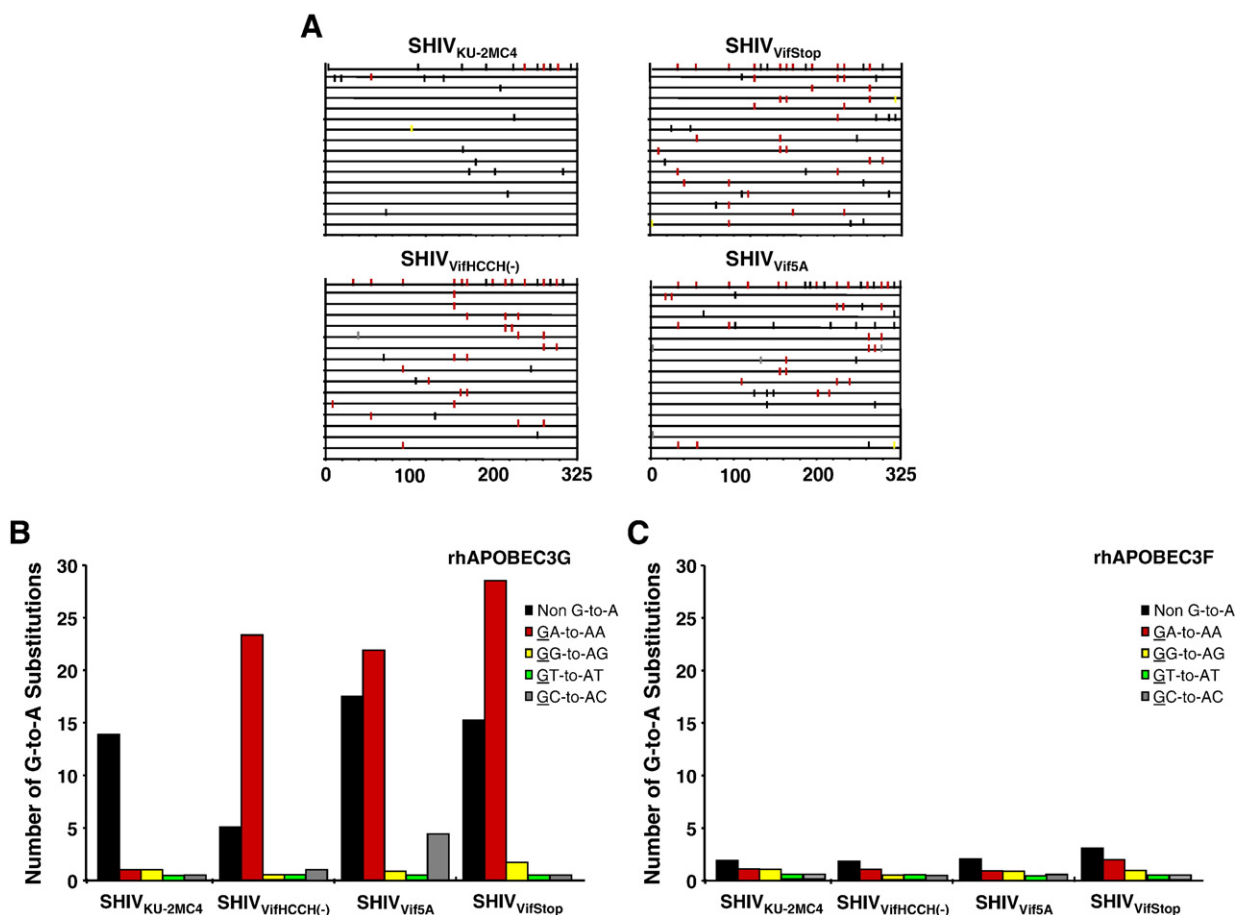 A
SHIVKU-2MC4
SHIVVifStop
SHIVVifHCCH(-)
SHIVVif5A
0 100 200 325
0 100 200 325
B
rhAPOBEC3G
Number of G-to-A Substitutions
30
25
20
15
10
5
0
Non G-to-A
GA-to-AA
GG-to-AG
GT-to-AT
GC-to-AC
SHIVKU-2MC4 SHIVVifHCCH(-) SHIVVif5A SHIVVifStop
C
rhAPOBEC3F
Number of G-to-A Substitutions
30
25
20
15
10
5
0
Non G-to-A
GA-to-AA
GG-to-AG
GT-to-AT
GC-to-AC
SHIVKU-2MC4 SHIVVifHCCH(-) SHIVVif5A SHIVVifStop